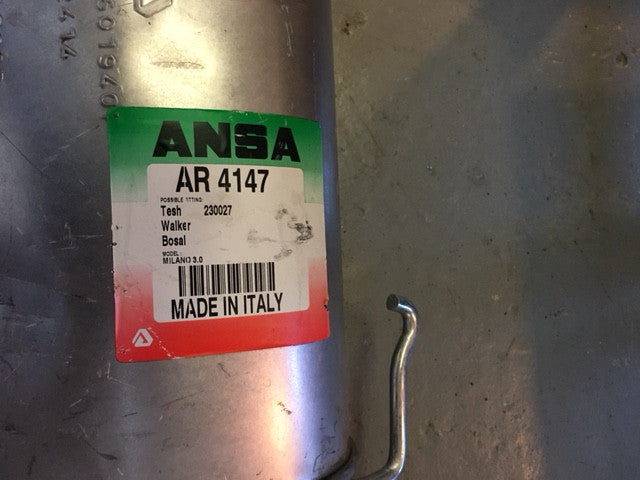 ANSA
AR 4147
POSSIBLE FITTING
Tesh 230027
Walker
Bosal
MODEL:
MILANO 3.0
MADE IN ITALY